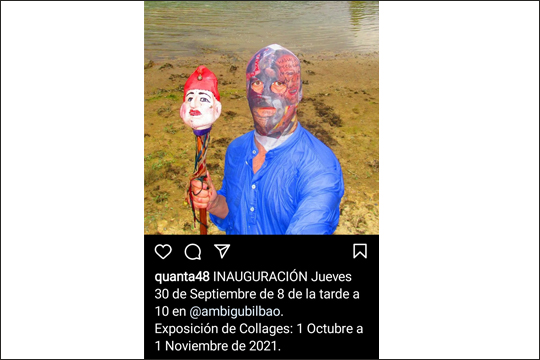 quanta48 INAUGURACIÓN Jueves
30 de Septiembre de 8 de la tarde a
10 en @ambigubilbao.
Exposición de Collages: 1 Octubre a
1 Noviembre de 2021.